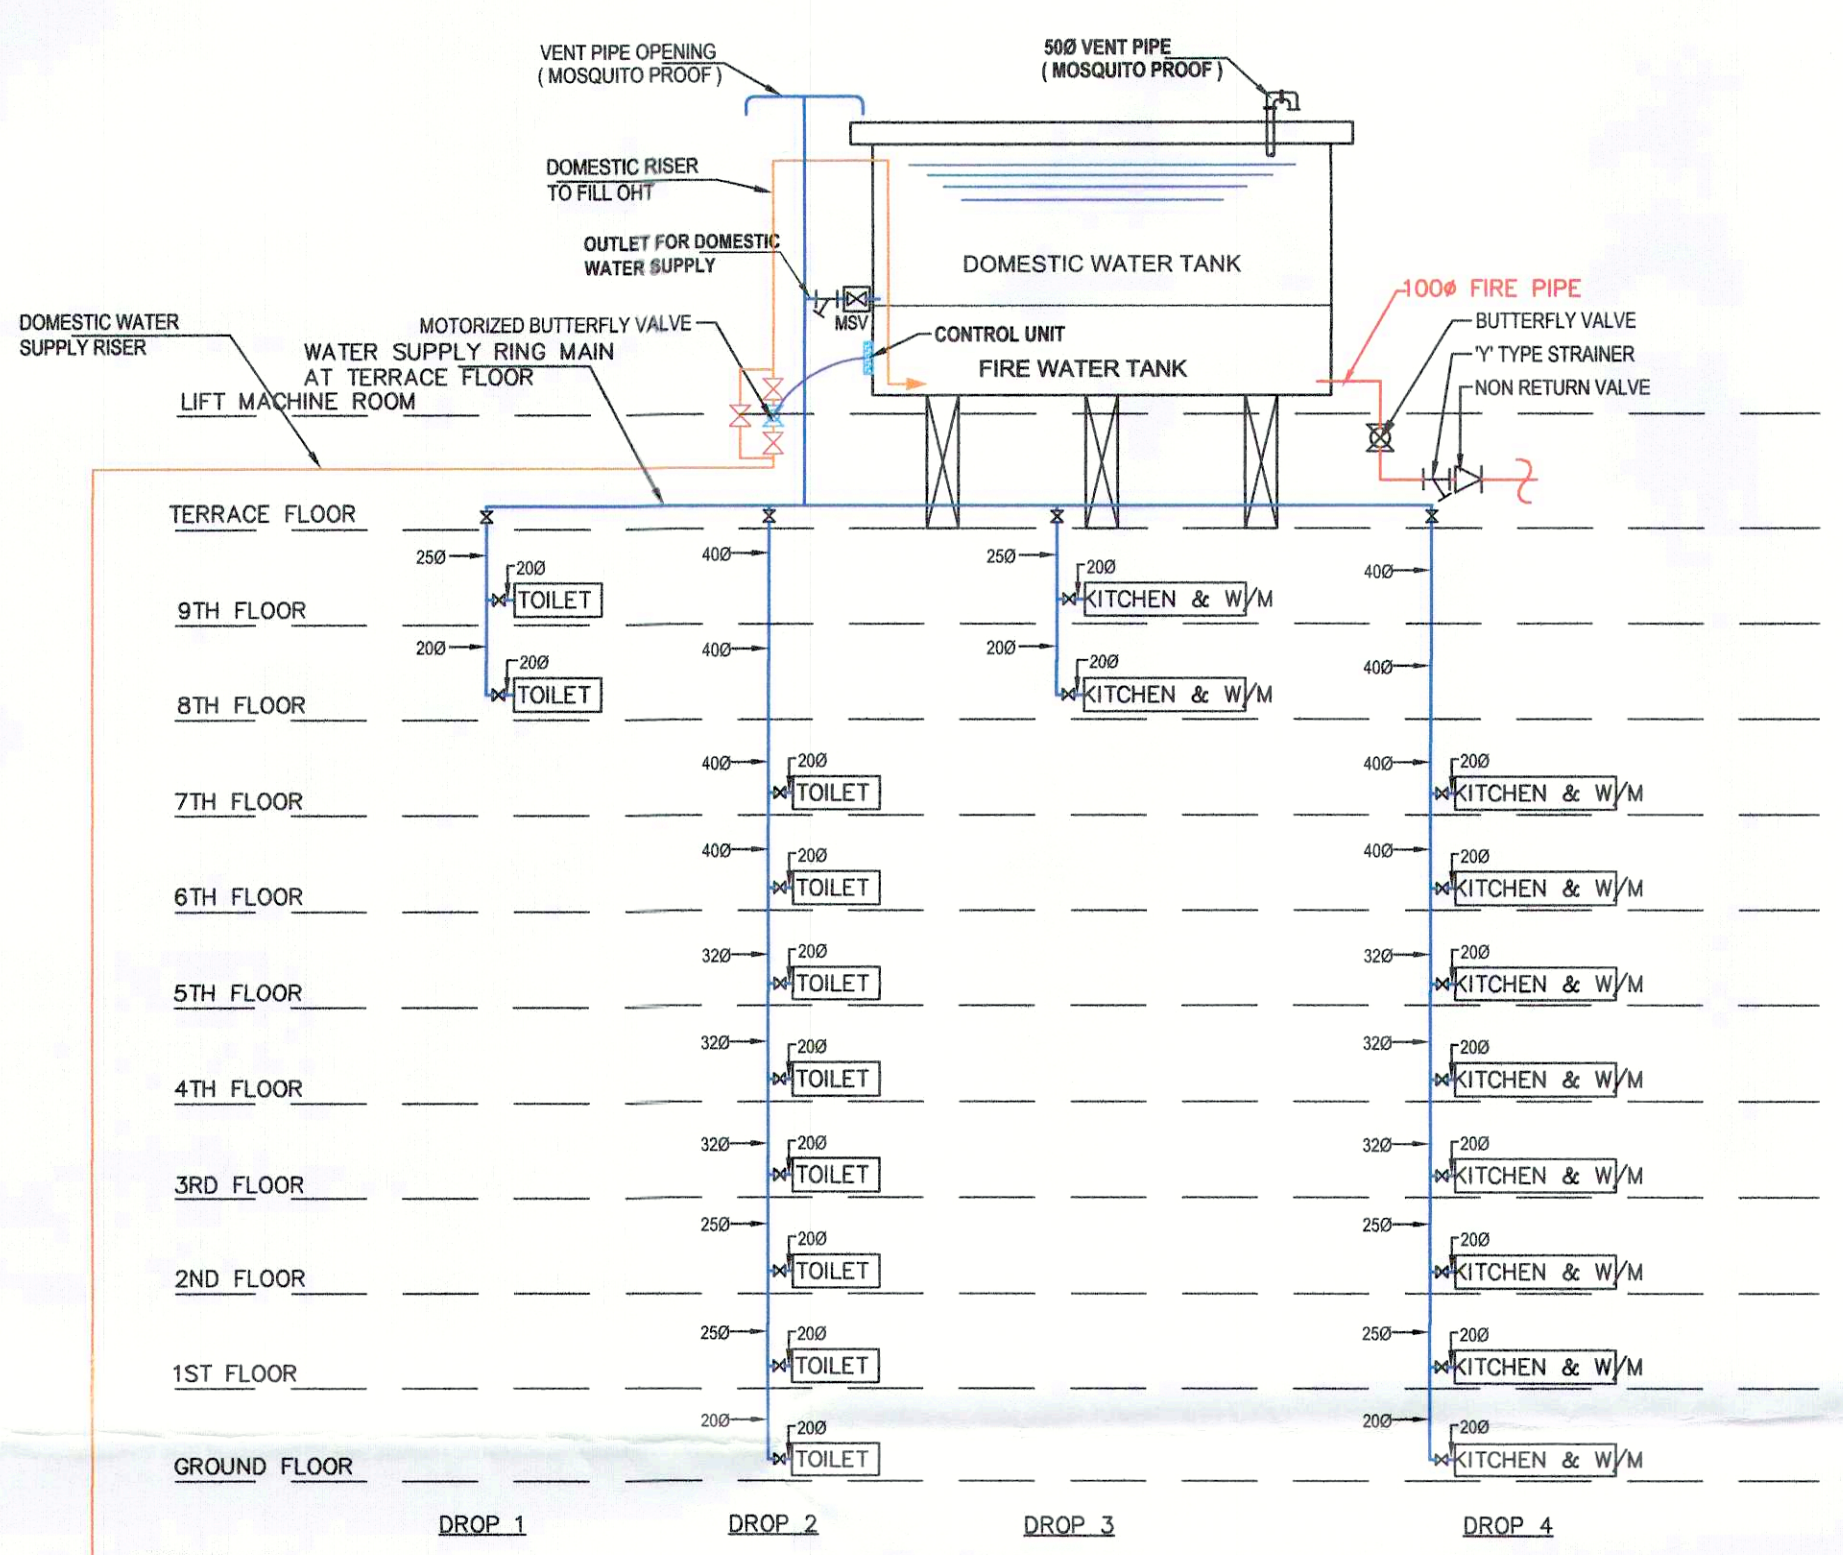 VENT PIPE OPENING
( MOSQUITO PROOF )
50Ø VENT PIPE
( MOSQUITO PROOF )
DOMESTIC RISER
TO FILL OHT
OUTLET FOR DOMESTIC
WATER SUPPLY
DOMESTIC WATER TANK
MSV
100ø FIRE PIPE
BUTTERFLY VALVE
'Y' TYPE STRAINER
NON RETURN VALVE
DOMESTIC WATER
SUPPLY RISER
MOTORIZED BUTTERFLY VALVE
CONTROL UNIT
WATER SUPPLY RING MAIN
AT TERRACE FLOOR
FIRE WATER TANK
LIFT MACHINE ROOM
TERRACE FLOOR
25Ø 40Ø 25Ø 40Ø
20Ø 20Ø
9TH FLOOR TOILET KITCHEN & W/M
20Ø 40Ø 20Ø 40Ø
20Ø 20Ø
8TH FLOOR TOILET KITCHEN & W/M
40Ø 20Ø 40Ø 20Ø
7TH FLOOR TOILET KITCHEN & W/M
40Ø 20Ø 40Ø 20Ø
6TH FLOOR TOILET KITCHEN & W/M
32Ø 20Ø 32Ø 20Ø
5TH FLOOR TOILET KITCHEN & W/M
32Ø 20Ø 32Ø 20Ø
4TH FLOOR TOILET KITCHEN & W/M
32Ø 20Ø 32Ø 20Ø
3RD FLOOR TOILET KITCHEN & W/M
25Ø 20Ø 25Ø 20Ø
2ND FLOOR TOILET KITCHEN & W/M
25Ø 20Ø 25Ø 20Ø
1ST FLOOR TOILET KITCHEN & W/M
20Ø 20Ø 20Ø 20Ø
GROUND FLOOR TOILET KITCHEN & W/M
DROP 1 DROP 2 DROP 3 DROP 4